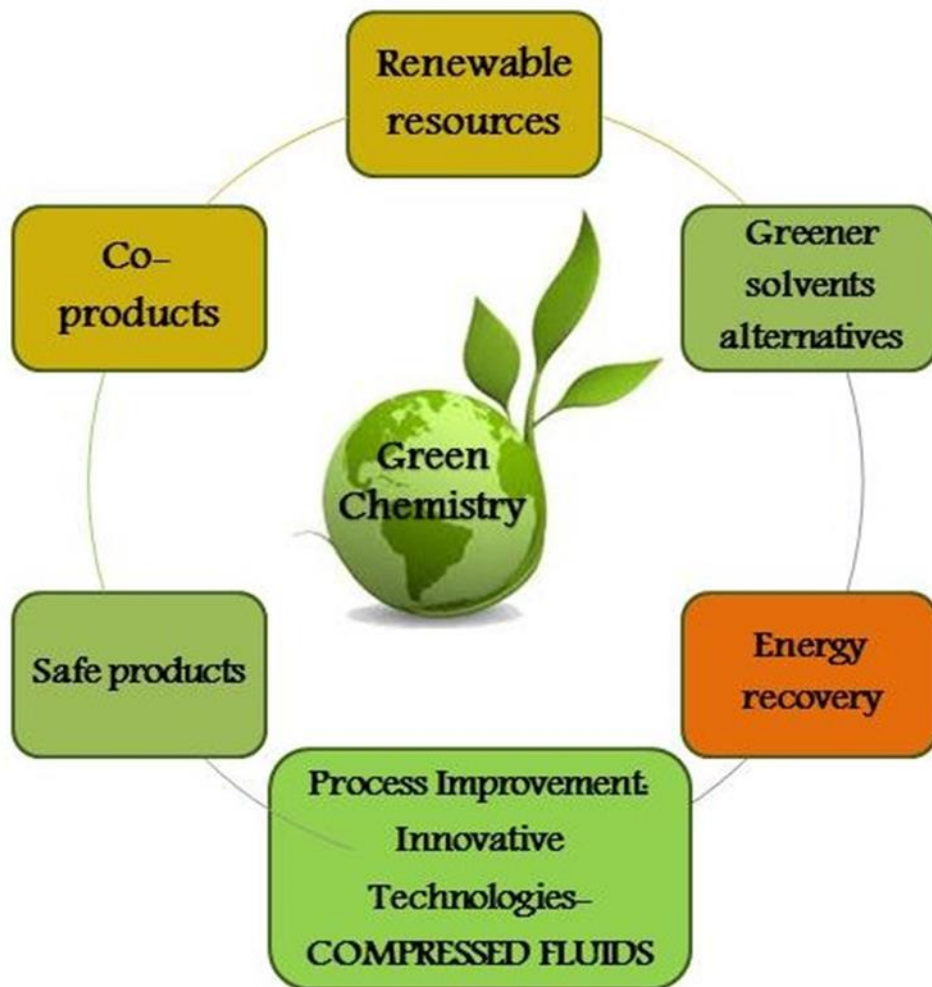 Renewable
resources
Co-
products
Greener
solvents
alternatives
Green
Chemistry
Safe products
Energy
recovery
Process Improvement:
Innovative
Technologies-
COMPRESSED FLUIDS